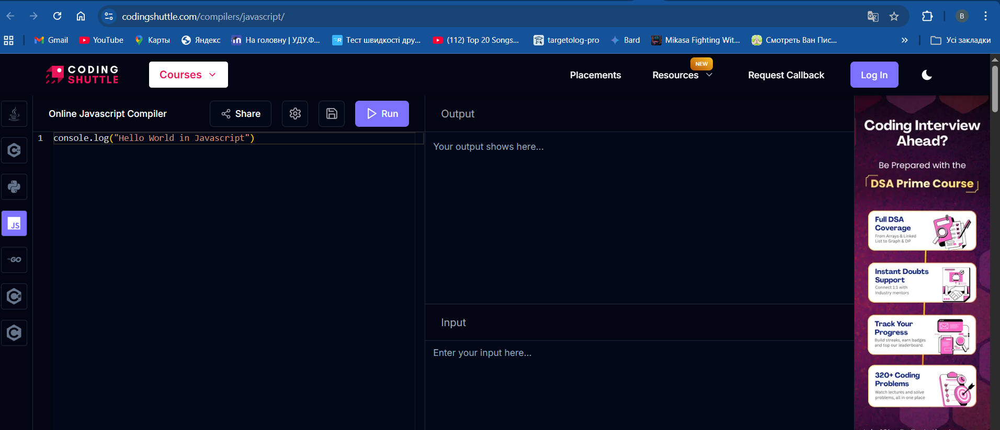 codingshuttle.com/compilers/javascript/
B
Gmail
YouTube
Карты
Яндекс
На головну | УДУ.Ф...
Тест швидкості дру...
(112) Top 20 Songs...
targetolog-pro
Bard
Mikasa Fighting Wit...
Смотреть Ван Пис...
»
Усі закладки
CODING
SHUTTLE
Courses
Placements
Resources
NEW
Request Callback
Log In
Online Javascript Compiler
Share
Run
1
console.log("Hello World in Javascript")
JS
GO
Output
Your output shows here...
Input
Enter your input here...
Coding Interview
Ahead?
Be Prepared with the
DSA Prime Course
Full DSA
Coverage
From Arrays & Linked
List to Graph & DP
Instant Doubts
Support
Connect 1:1 with
Industry mentors
Track Your
Progress
Build streaks, earn badges
and top our leaderboard.
320+ Coding
Problems
Watch lectures and solve
problems, all in one place